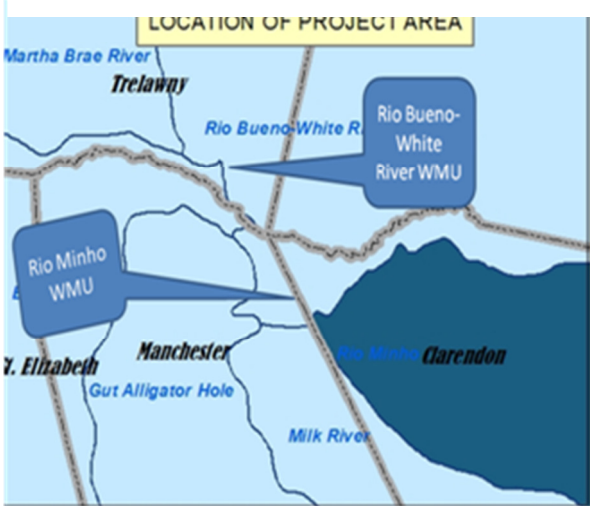 LOCATION OF PROJECT AREA
Martha Brae River
Trelawny
Rio Bueno-White R.
Rio Bueno-
White
River WMU
Rio Minho
WMU
Manchester
Rio Minho Clarendon
St. Elizabeth
Gut Alligator Hole
Milk River